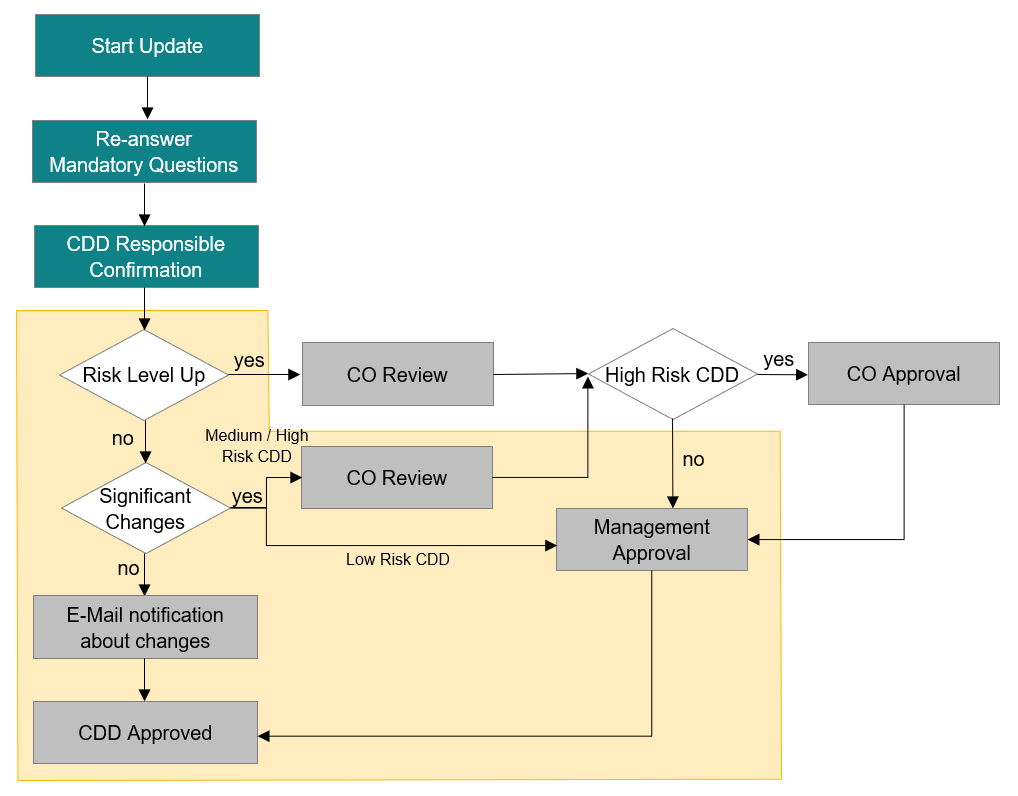 Start Update
Re-answer
Mandatory Questions
CDD Responsible
Confirmation
Risk Level Up
yes
CO Review
High Risk CDD
yes
CO Approval
no
Medium / High
Risk CDD
Significant
Changes
yes
CO Review
no
Management
Approval
Low Risk CDD
no
E-Mail notification
about changes
CDD Approved